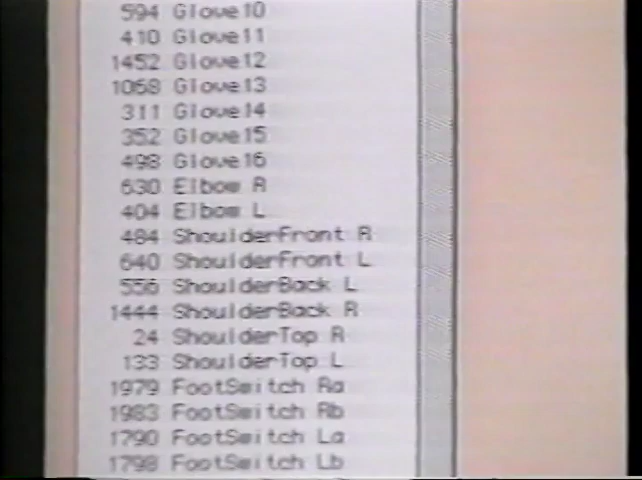 594 Glove10
410 Glove11
1452 Glove12
1068 Glove13
311 Glove14
352 Glove15
498 Glove16
630 Elbow R
404 Elbow L
484 ShoulderFront R
640 ShoulderFront L
556 ShoulderBack L
1444 ShoulderBack R
24 ShoulderTop R
133 ShoulderTop L
1979 FootSwitch Ra
1983 FootSwitch Rb
1790 FootSwitch La
1798 FootSwitch Lb